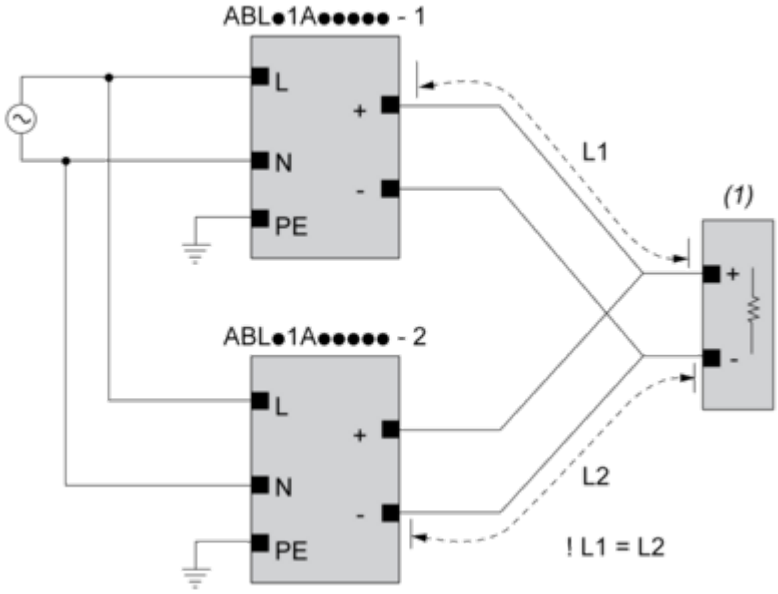 ABL●1A●●●●● - 1
L
+
L1
N
-
(1)
PE
+
-
ABL●1A●●●●● - 2
L
+
L2
N
-
! L1 = L2
PE